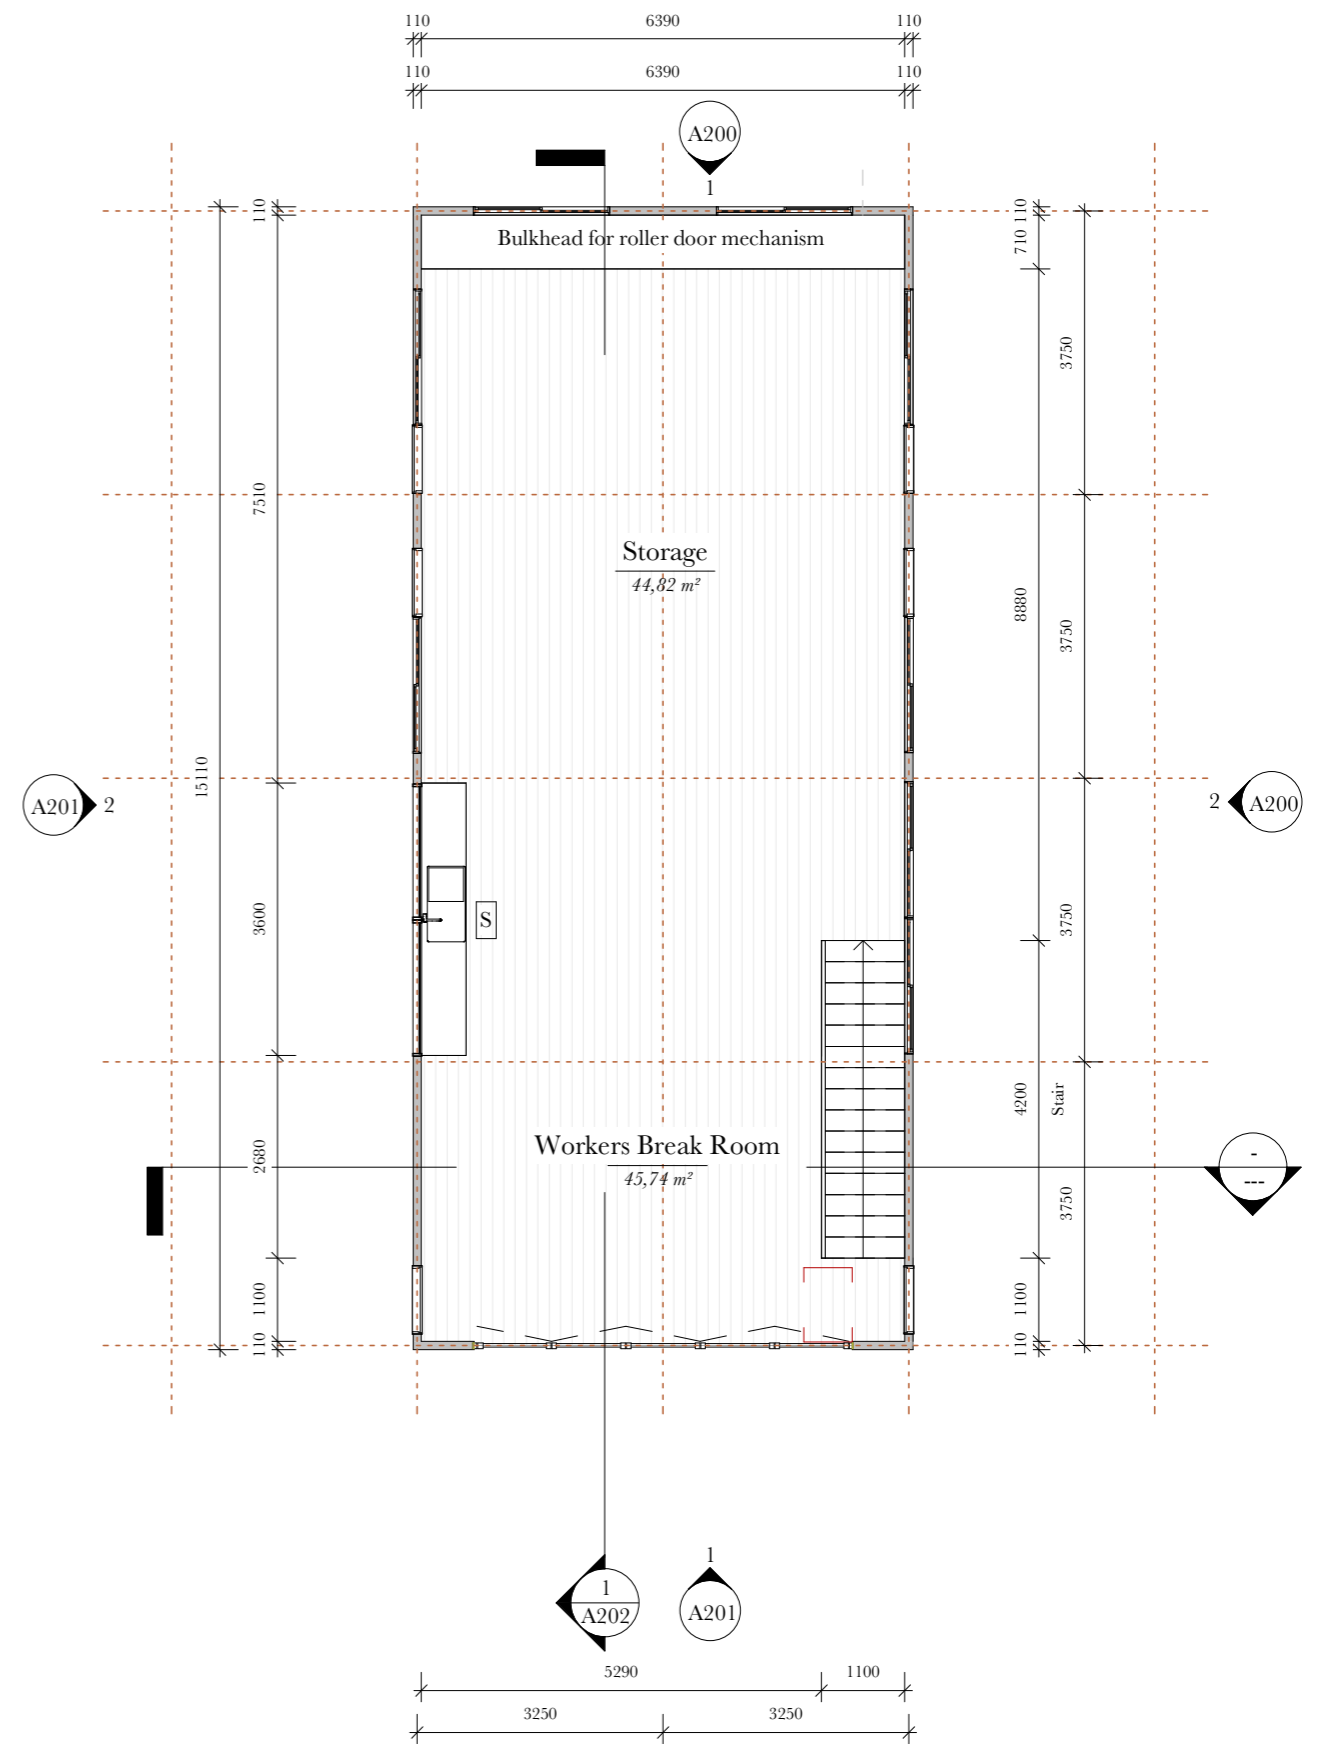 110 6390 110
110 6390 110
A200
1
110
110
710
Bulkhead for roller door mechanism
3750
7510
Storage
44,82 m²
8880
3750
15110
A201 2
2 A200
3600
S
3750
4200
Stair
2680
Workers Break Room
45,74 m²
-
---
3750
1100
1100
110
110
1
A202
1
A201
5290 1100
3250 3250